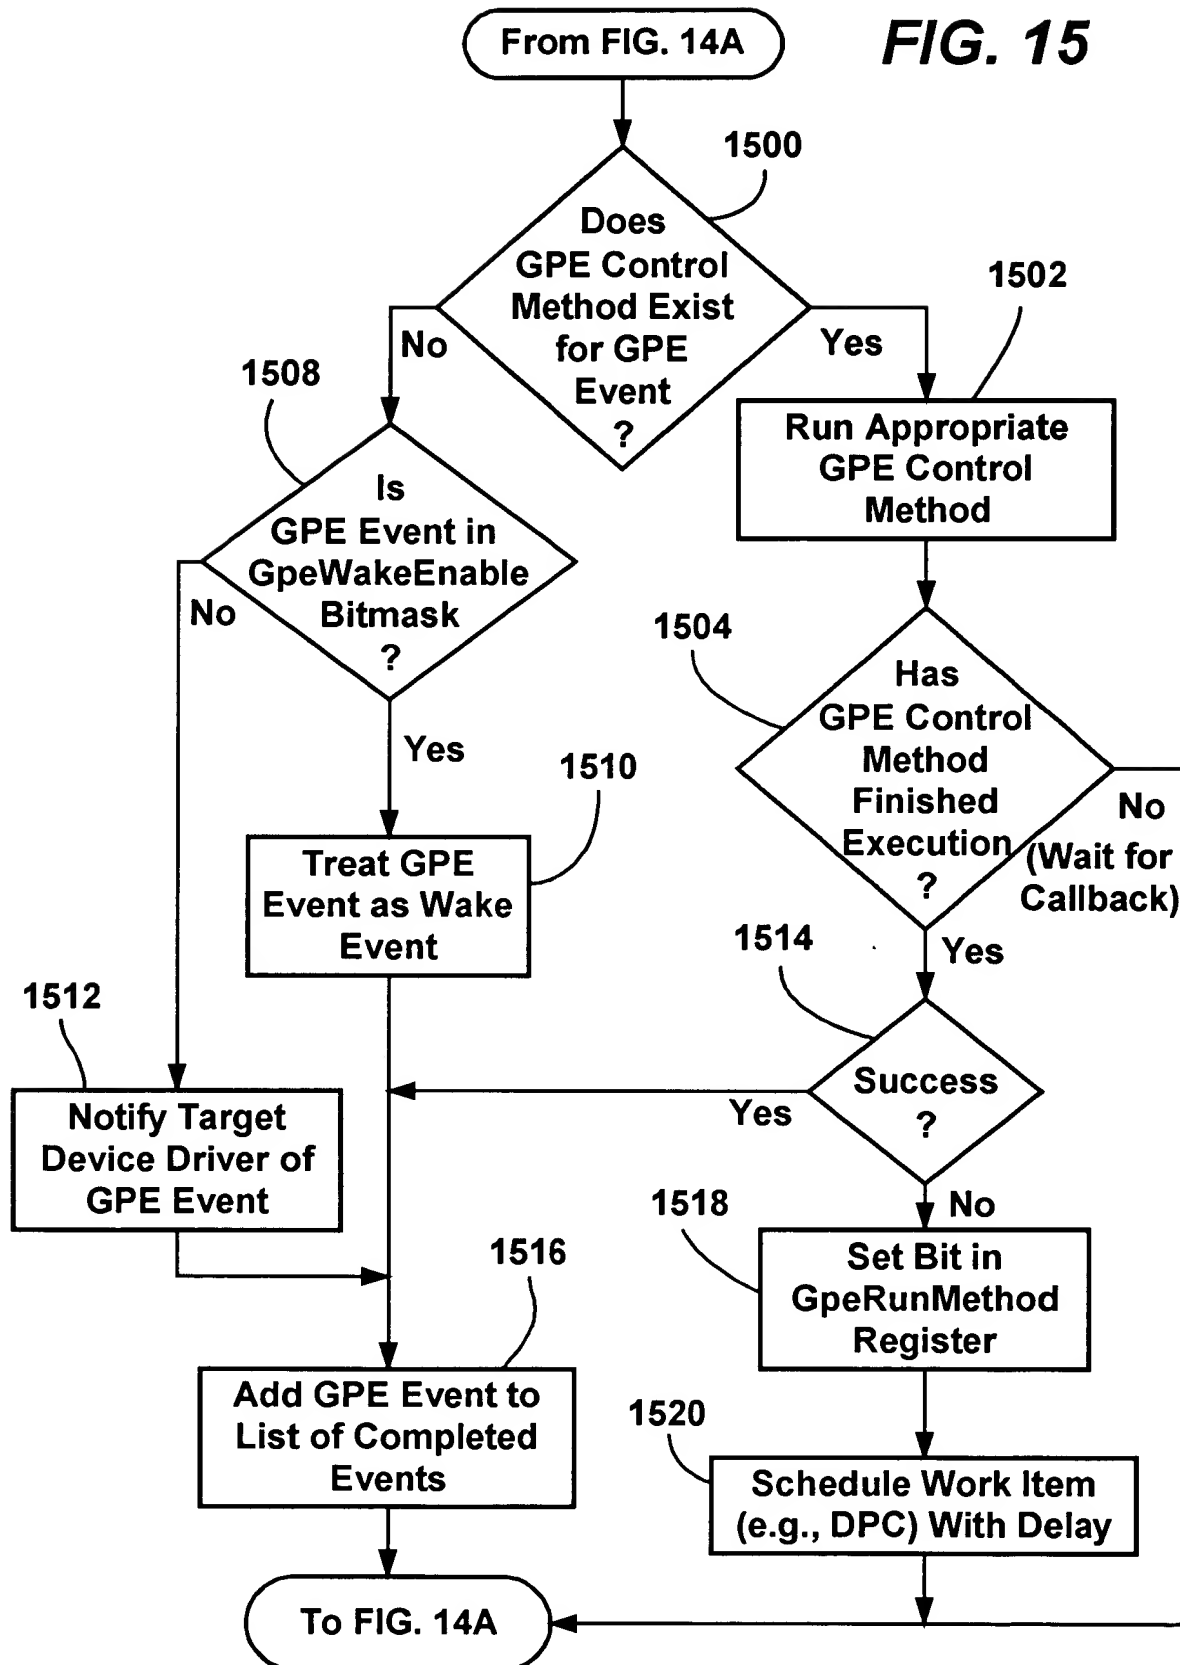 From FIG. 14A
FIG. 15
1500
Does
GPE Control
Method Exist
for GPE
Event
?
No
Yes
1502
Run Appropriate
GPE Control
Method
1508
Is
GPE Event in
GpeWakeEnable
Bitmask
?
No
Yes
1504
Has
GPE Control
Method
Finished
Execution
?
No
(Wait for
Callback)
Yes
1510
Treat GPE
Event as Wake
Event
1514
Success
?
Yes
No
1512
Notify Target
Device Driver of
GPE Event
1518
Set Bit in
GpeRunMethod
Register
1516
Add GPE Event to
List of Completed
Events
1520
Schedule Work Item
(e.g., DPC) With Delay
To FIG. 14A